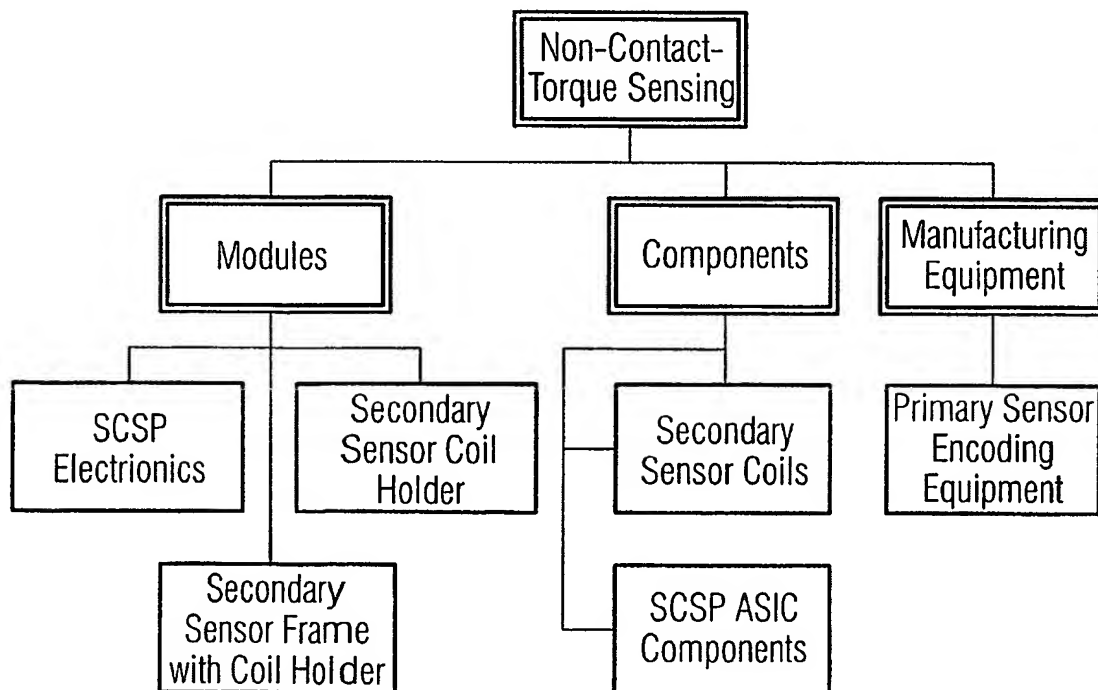 Non-Contact-
Torque Sensing
Modules
Components
Manufacturing
Equipment
SCSP
Electrionics
Secondary
Sensor Coil
Holder
Secondary
Sensor Coils
Primary Sensor
Encoding
Equipment
Secondary
Sensor Frame
with Coil Holder
SCSP ASIC
Components